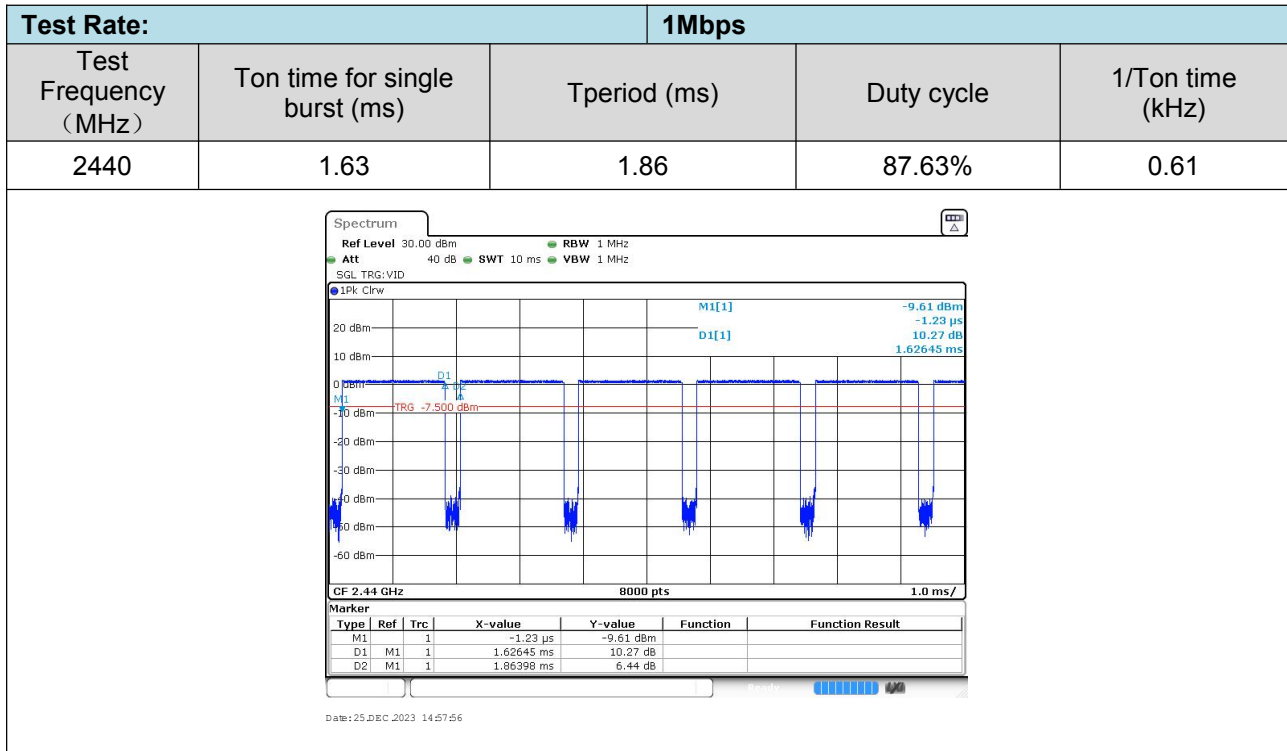 Test Rate: 1Mbps
Test Frequency （MHz） Ton time for single burst (ms) Tperiod (ms) Duty cycle 1/Ton time (kHz)
2440 1.63 1.86 87.63% 0.61
Spectrum
Ref Level 30.00 dBm RBW 1 MHz
Att 40 dB SWT 10 ms VBW 1 MHz
SGL TRG:VID
1Pk Clrw
M1[1] -9.61 dBm
-1.23 µs
20 dBm
D1[1] 10.27 dB
1.62645 ms
10 dBm
D1
D2
0 dBm
M1
TRG -7.500 dBm
-10 dBm
-20 dBm
-30 dBm
-40 dBm
-50 dBm
-60 dBm
CF 2.44 GHz 8000 pts 1.0 ms/
Marker
Type Ref Trc X-value Y-value Function Function Result
M1 1 -1.23 µs -9.61 dBm
D1 M1 1 1.62645 ms 10.27 dB
D2 M1 1 1.86398 ms 6.44 dB
Ready
Date: 25.DEC.2023 14:57:56